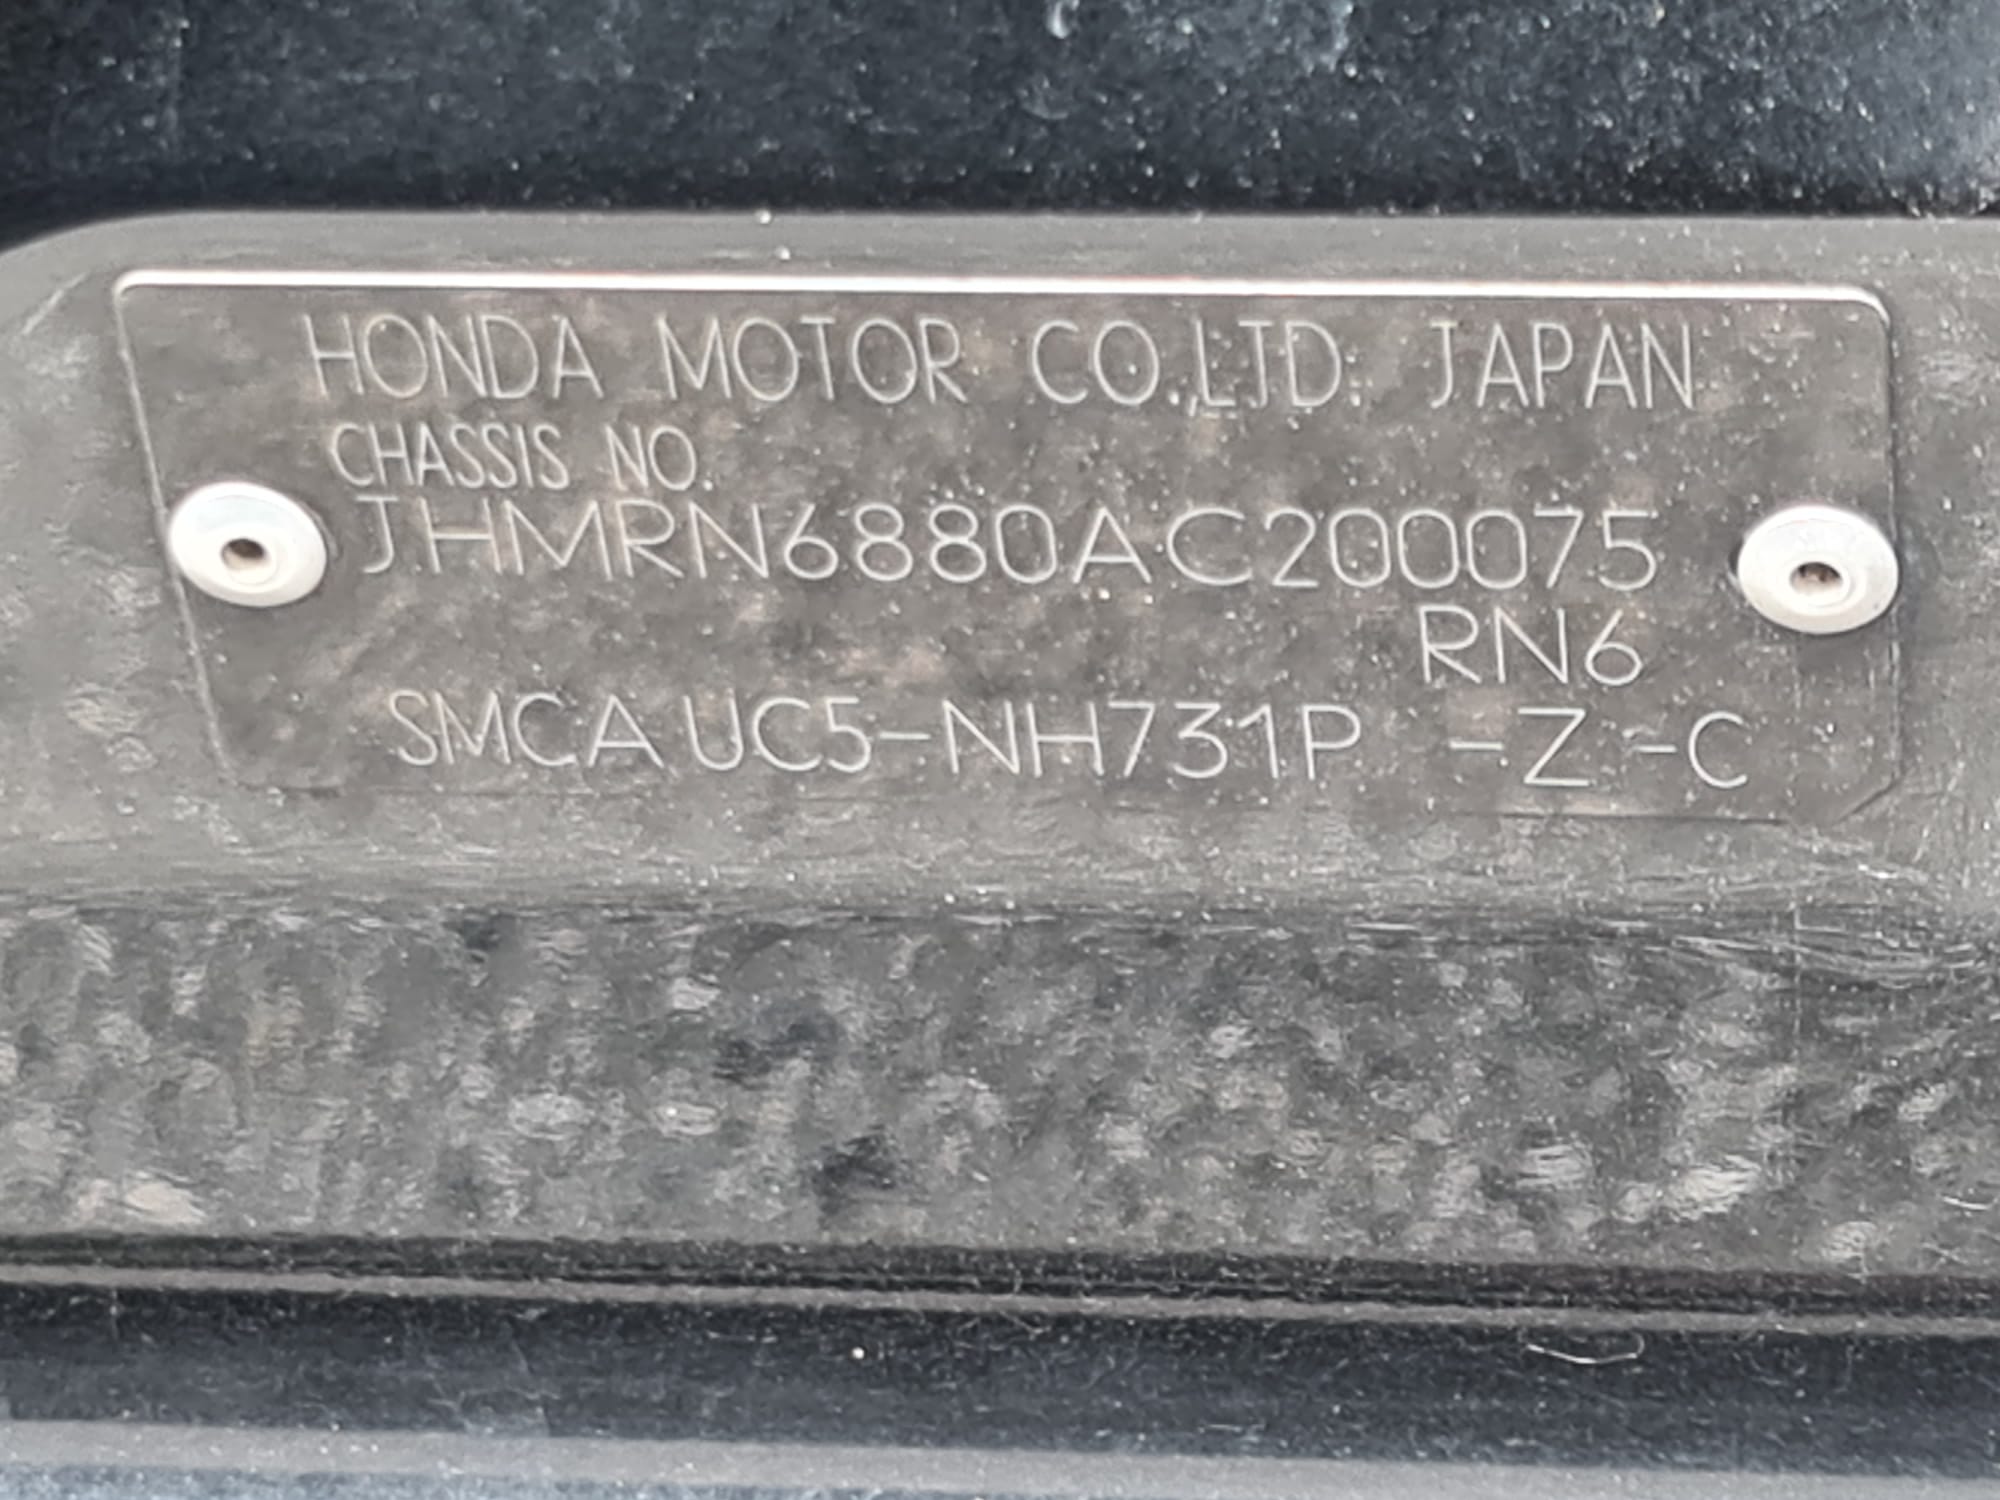 HONDA MOTOR CO.,LTD. JAPAN
CHASSIS NO.
JHMRN6880AC200075
RN6
SMCA UC5-NH731P -Z -C